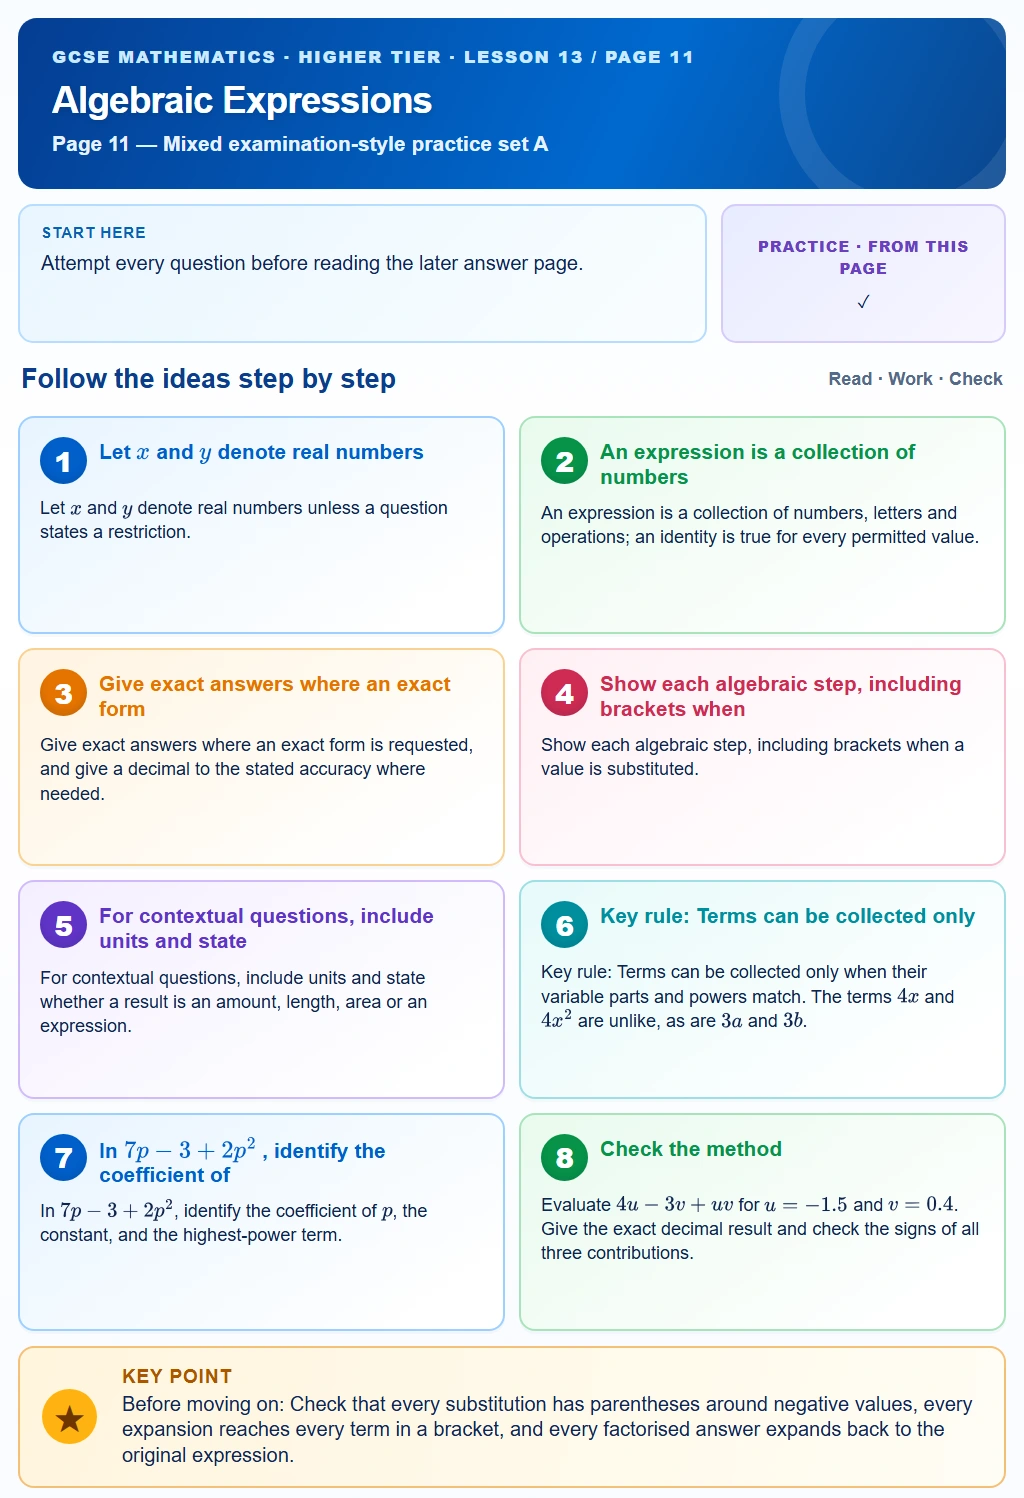 GCSE MATHEMATICS · HIGHER TIER · LESSON 13 / PAGE 11
Algebraic Expressions
Page 11 — Mixed examination-style practice set A
START HERE
Attempt every question before reading the later answer page.
PRACTICE · FROM THIS
PAGE
✓
Follow the ideas step by step
Read · Work · Check
1
Let x and y denote real numbers
Let x and y denote real numbers unless a question
states a restriction.
2
An expression is a collection of
numbers
An expression is a collection of numbers, letters and
operations; an identity is true for every permitted value.
3
Give exact answers where an exact
form
Give exact answers where an exact form is requested,
and give a decimal to the stated accuracy where
needed.
4
Show each algebraic step, including
brackets when
Show each algebraic step, including brackets when a
value is substituted.
5
For contextual questions, include
units and state
For contextual questions, include units and state
whether a result is an amount, length, area or an
expression.
6
Key rule: Terms can be collected only
Key rule: Terms can be collected only when their
variable parts and powers match. The terms 4x and
4x² are unlike, as are 3a and 3b.
7
In 7p − 3 + 2p² , identify the
coefficient of
In 7p − 3 + 2p², identify the coefficient of p, the
constant, and the highest-power term.
8
Check the method
Evaluate 4u − 3v + uv for u = −1.5 and v = 0.4.
Give the exact decimal result and check the signs of all
three contributions.
KEY POINT
Before moving on: Check that every substitution has parentheses around negative values, every
expansion reaches every term in a bracket, and every factorised answer expands back to the
original expression.